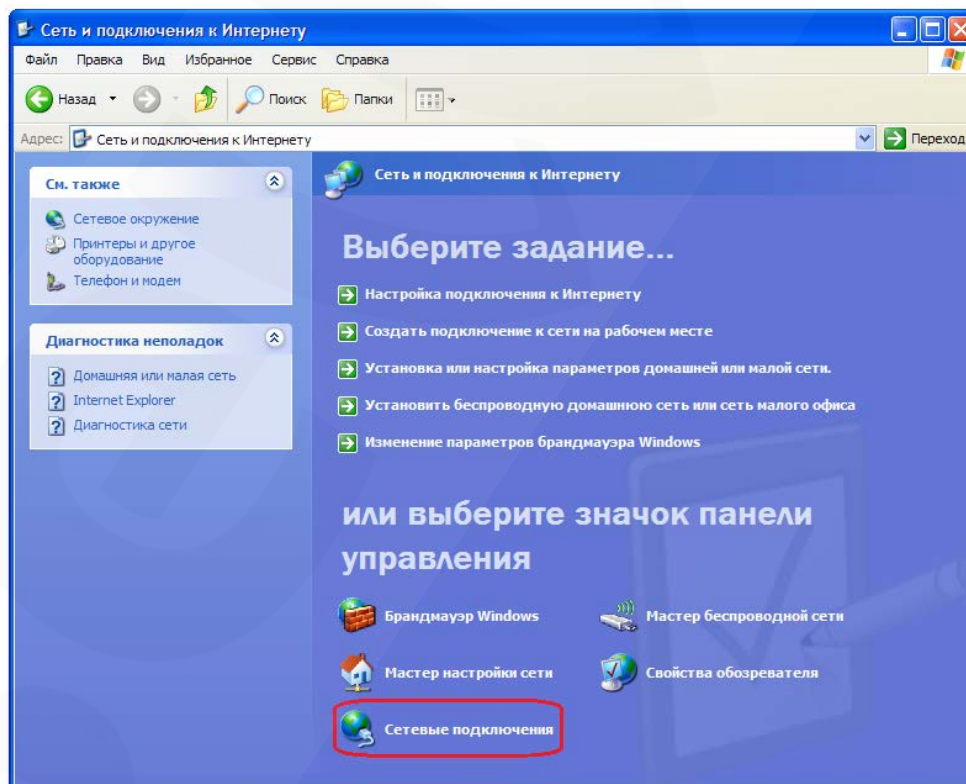 Сеть и подключения к Интернету
Файл Правка Вид Избранное Сервис Справка
Назад Поиск Папки
Адрес: Сеть и подключения к Интернету Переход
См. также
Сетевое окружение
Принтеры и другое
оборудование
Телефон и модем
Диагностика неполадок
Домашняя или малая сеть
Internet Explorer
Диагностика сети
Сеть и подключения к Интернету
Выберите задание...
Настройка подключения к Интернету
Создать подключение к сети на рабочем месте
Установка или настройка параметров домашней или малой сети.
Установить беспроводную домашнюю сеть или сеть малого офиса
Изменение параметров брандмауэра Windows
или выберите значок панели
управления
Брандмауэр Windows Мастер беспроводной сети
Мастер настройки сети Свойства обозревателя
Сетевые подключения